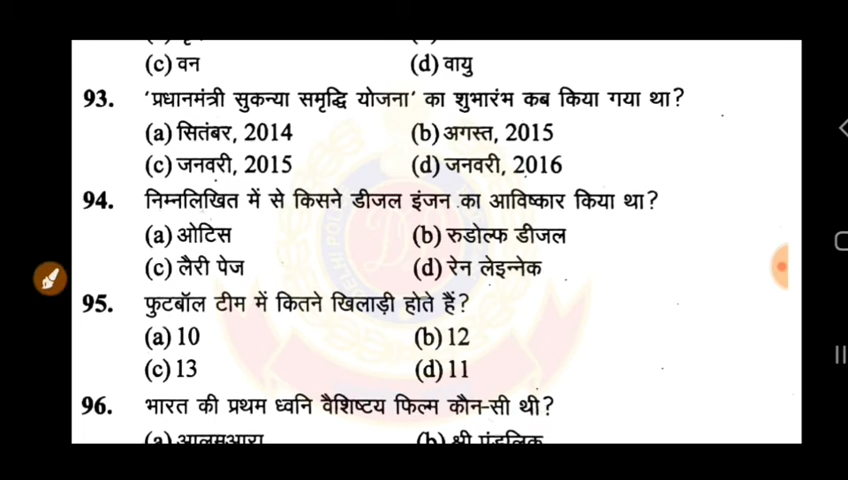 (c) वन (d) वायु
93. 'प्रधानमंत्री सुकन्या समृद्धि योजना' का शुभारंभ कब किया गया था?
(a) सितंबर, 2014 (b) अगस्त, 2015
(c) जनवरी, 2015 (d) जनवरी, 2016
94. निम्नलिखित में से किसने डीजल इंजन का आविष्कार किया था?
(a) ओटिस (b) रुडोल्फ डीजल
(c) लैरी पेज (d) रेन लेइन्नेक
95. फुटबॉल टीम में कितने खिलाड़ी होते हैं?
(a) 10 (b) 12
(c) 13 (d) 11
96. भारत की प्रथम ध्वनि वैशिष्टय फिल्म कौन-सी थी?
(a) आलमआरा (b) श्री पुंडलिक